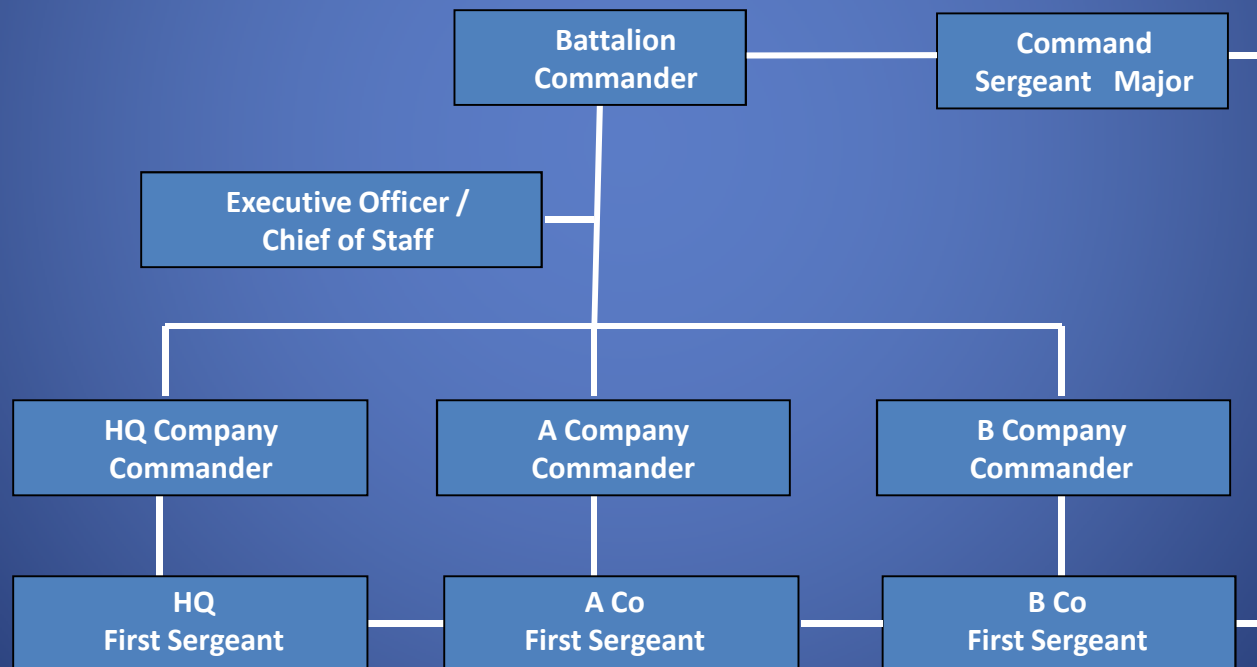 Battalion
Commander
Command
Sergeant Major
Executive Officer /
Chief of Staff
HQ Company
Commander
A Company
Commander
B Company
Commander
HQ
First Sergeant
A Co
First Sergeant
B Co
First Sergeant